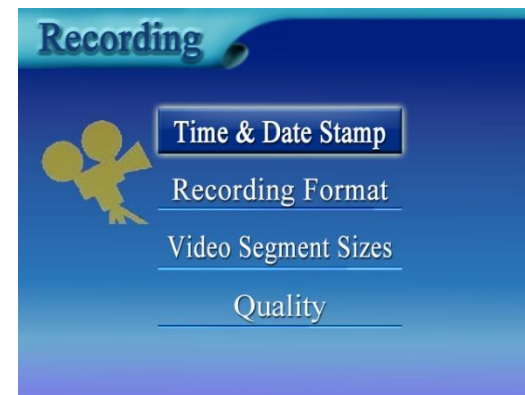 Recording
Time & Date Stamp
Recording Format
Video Segment Sizes
Quality